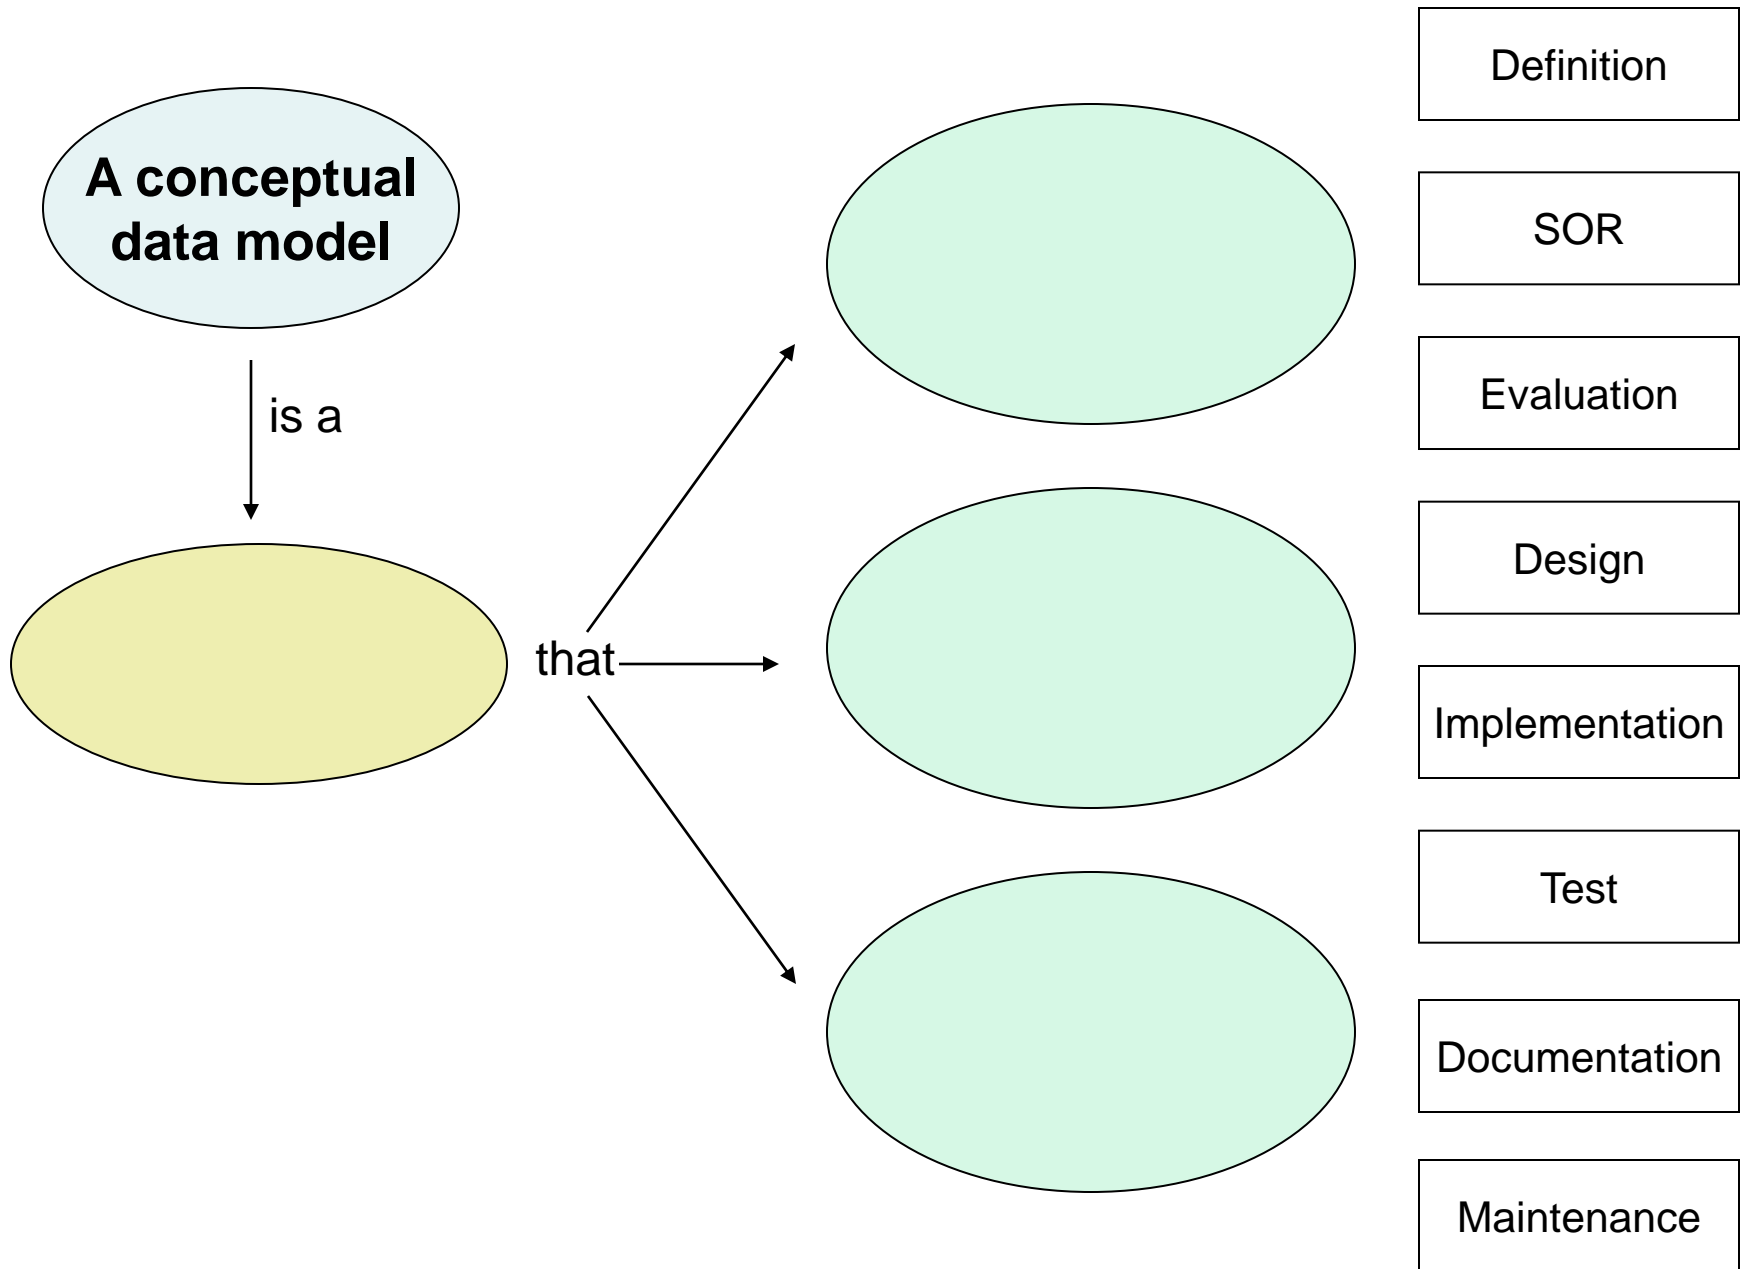 A conceptual
data model
is a
that
Definition
SOR
Evaluation
Design
Implementation
Test
Documentation
Maintenance